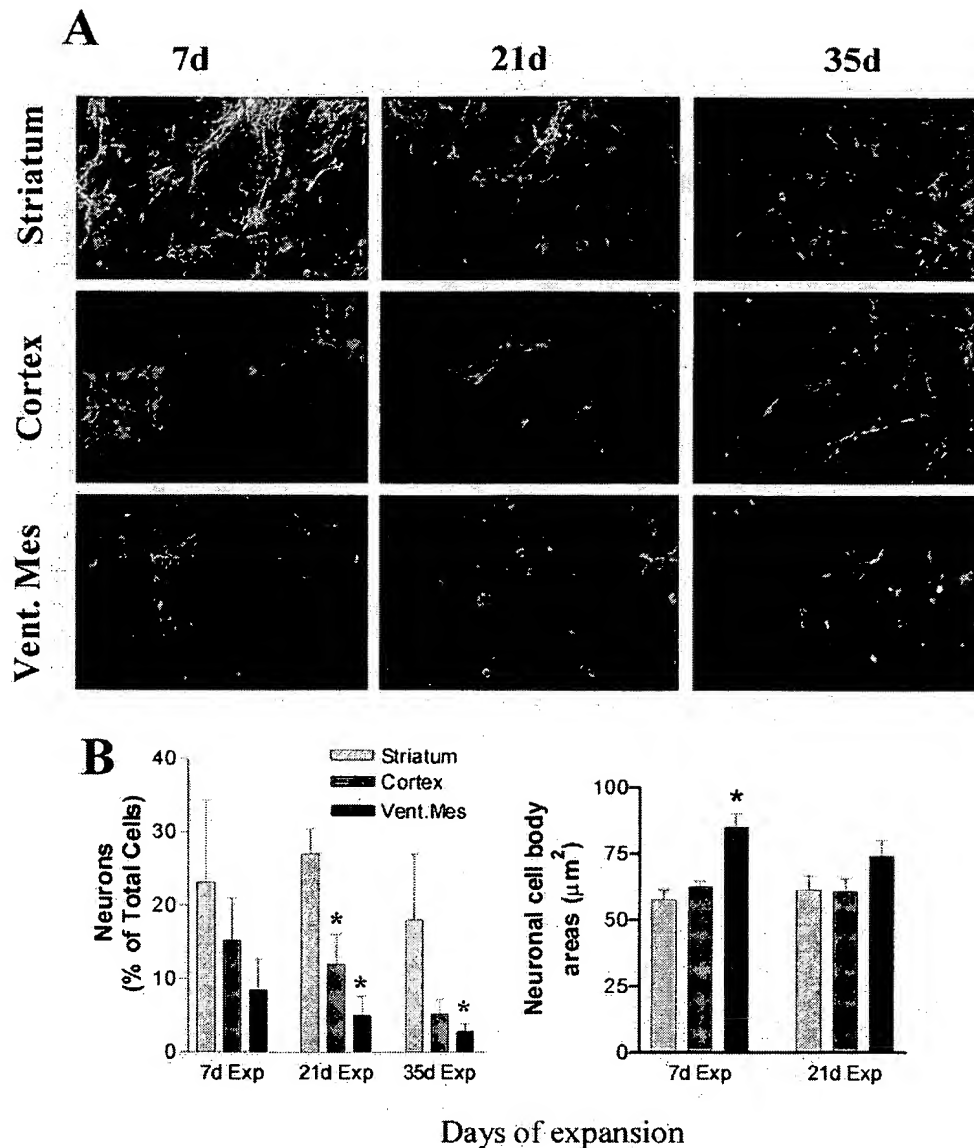 A
7d 21d 35d
Striatum
Cortex
Vent. Mes
B
Neurons
(% of Total Cells)
40
30
20
10
0
Striatum
Cortex
Vent.Mes
*
*
*
7d Exp 21d Exp 35d Exp
Neuronal cell body
areas (μm²)
100
75
50
25
0
*
7d Exp 21d Exp
Days of expansion